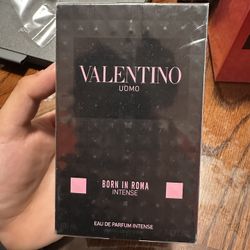 VALENTINO
UOMO
BORN IN ROMA
INTENSE
EAU DE PARFUM INTENSE